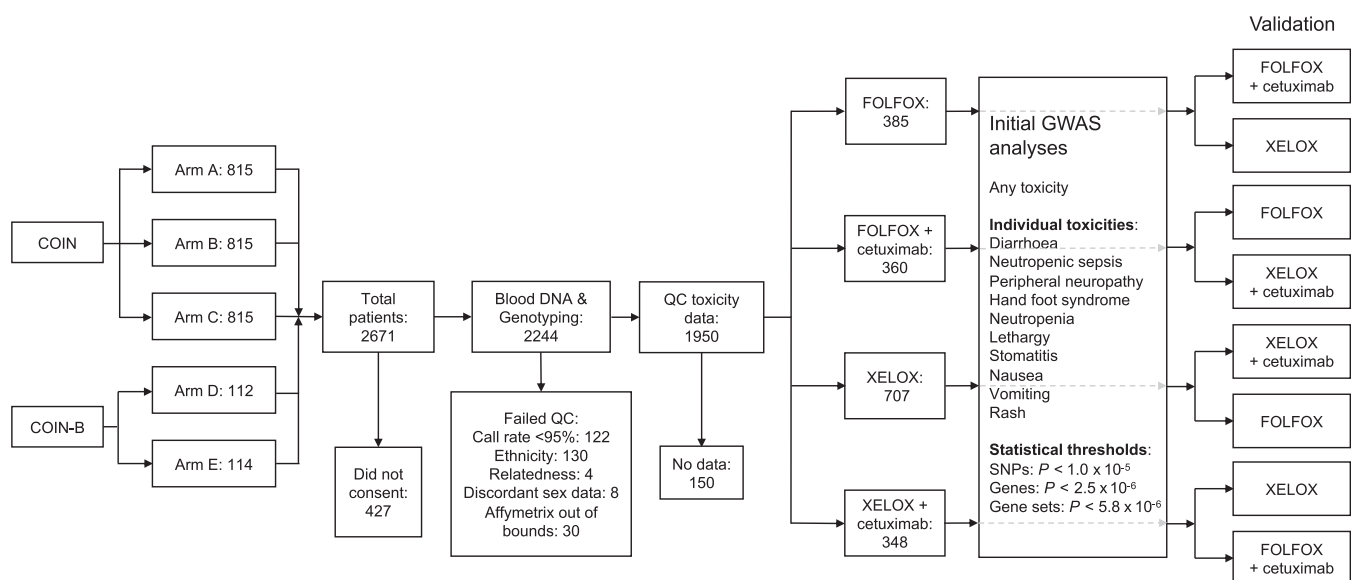 COIN
COIN-B
Arm A: 815
Arm B: 815
Arm C: 815
Arm D: 112
Arm E: 114
Total
patients:
2671
Did not
consent:
427
Blood DNA &
Genotyping:
2244
Failed QC:
Call rate <95%: 122
Ethnicity: 130
Relatedness: 4
Discordant sex data: 8
Affymetrix out of
bounds: 30
QC toxicity
data:
1950
No data:
150
FOLFOX:
385
FOLFOX +
cetuximab:
360
XELOX:
707
XELOX +
cetuximab:
348
Initial GWAS
analyses
Any toxicity
Individual toxicities:
Diarrhoea
Neutropenic sepsis
Peripheral neuropathy
Hand foot syndrome
Neutropenia
Lethargy
Stomatitis
Nausea
Vomiting
Rash
Statistical thresholds:
SNPs: P < 1.0 x 10⁻⁵
Genes: P < 2.5 x 10⁻⁶
Gene sets: P < 5.8 x 10⁻⁶
Validation
FOLFOX
+ cetuximab
XELOX
FOLFOX
XELOX
+ cetuximab
XELOX
+ cetuximab
FOLFOX
XELOX
FOLFOX
+ cetuximab